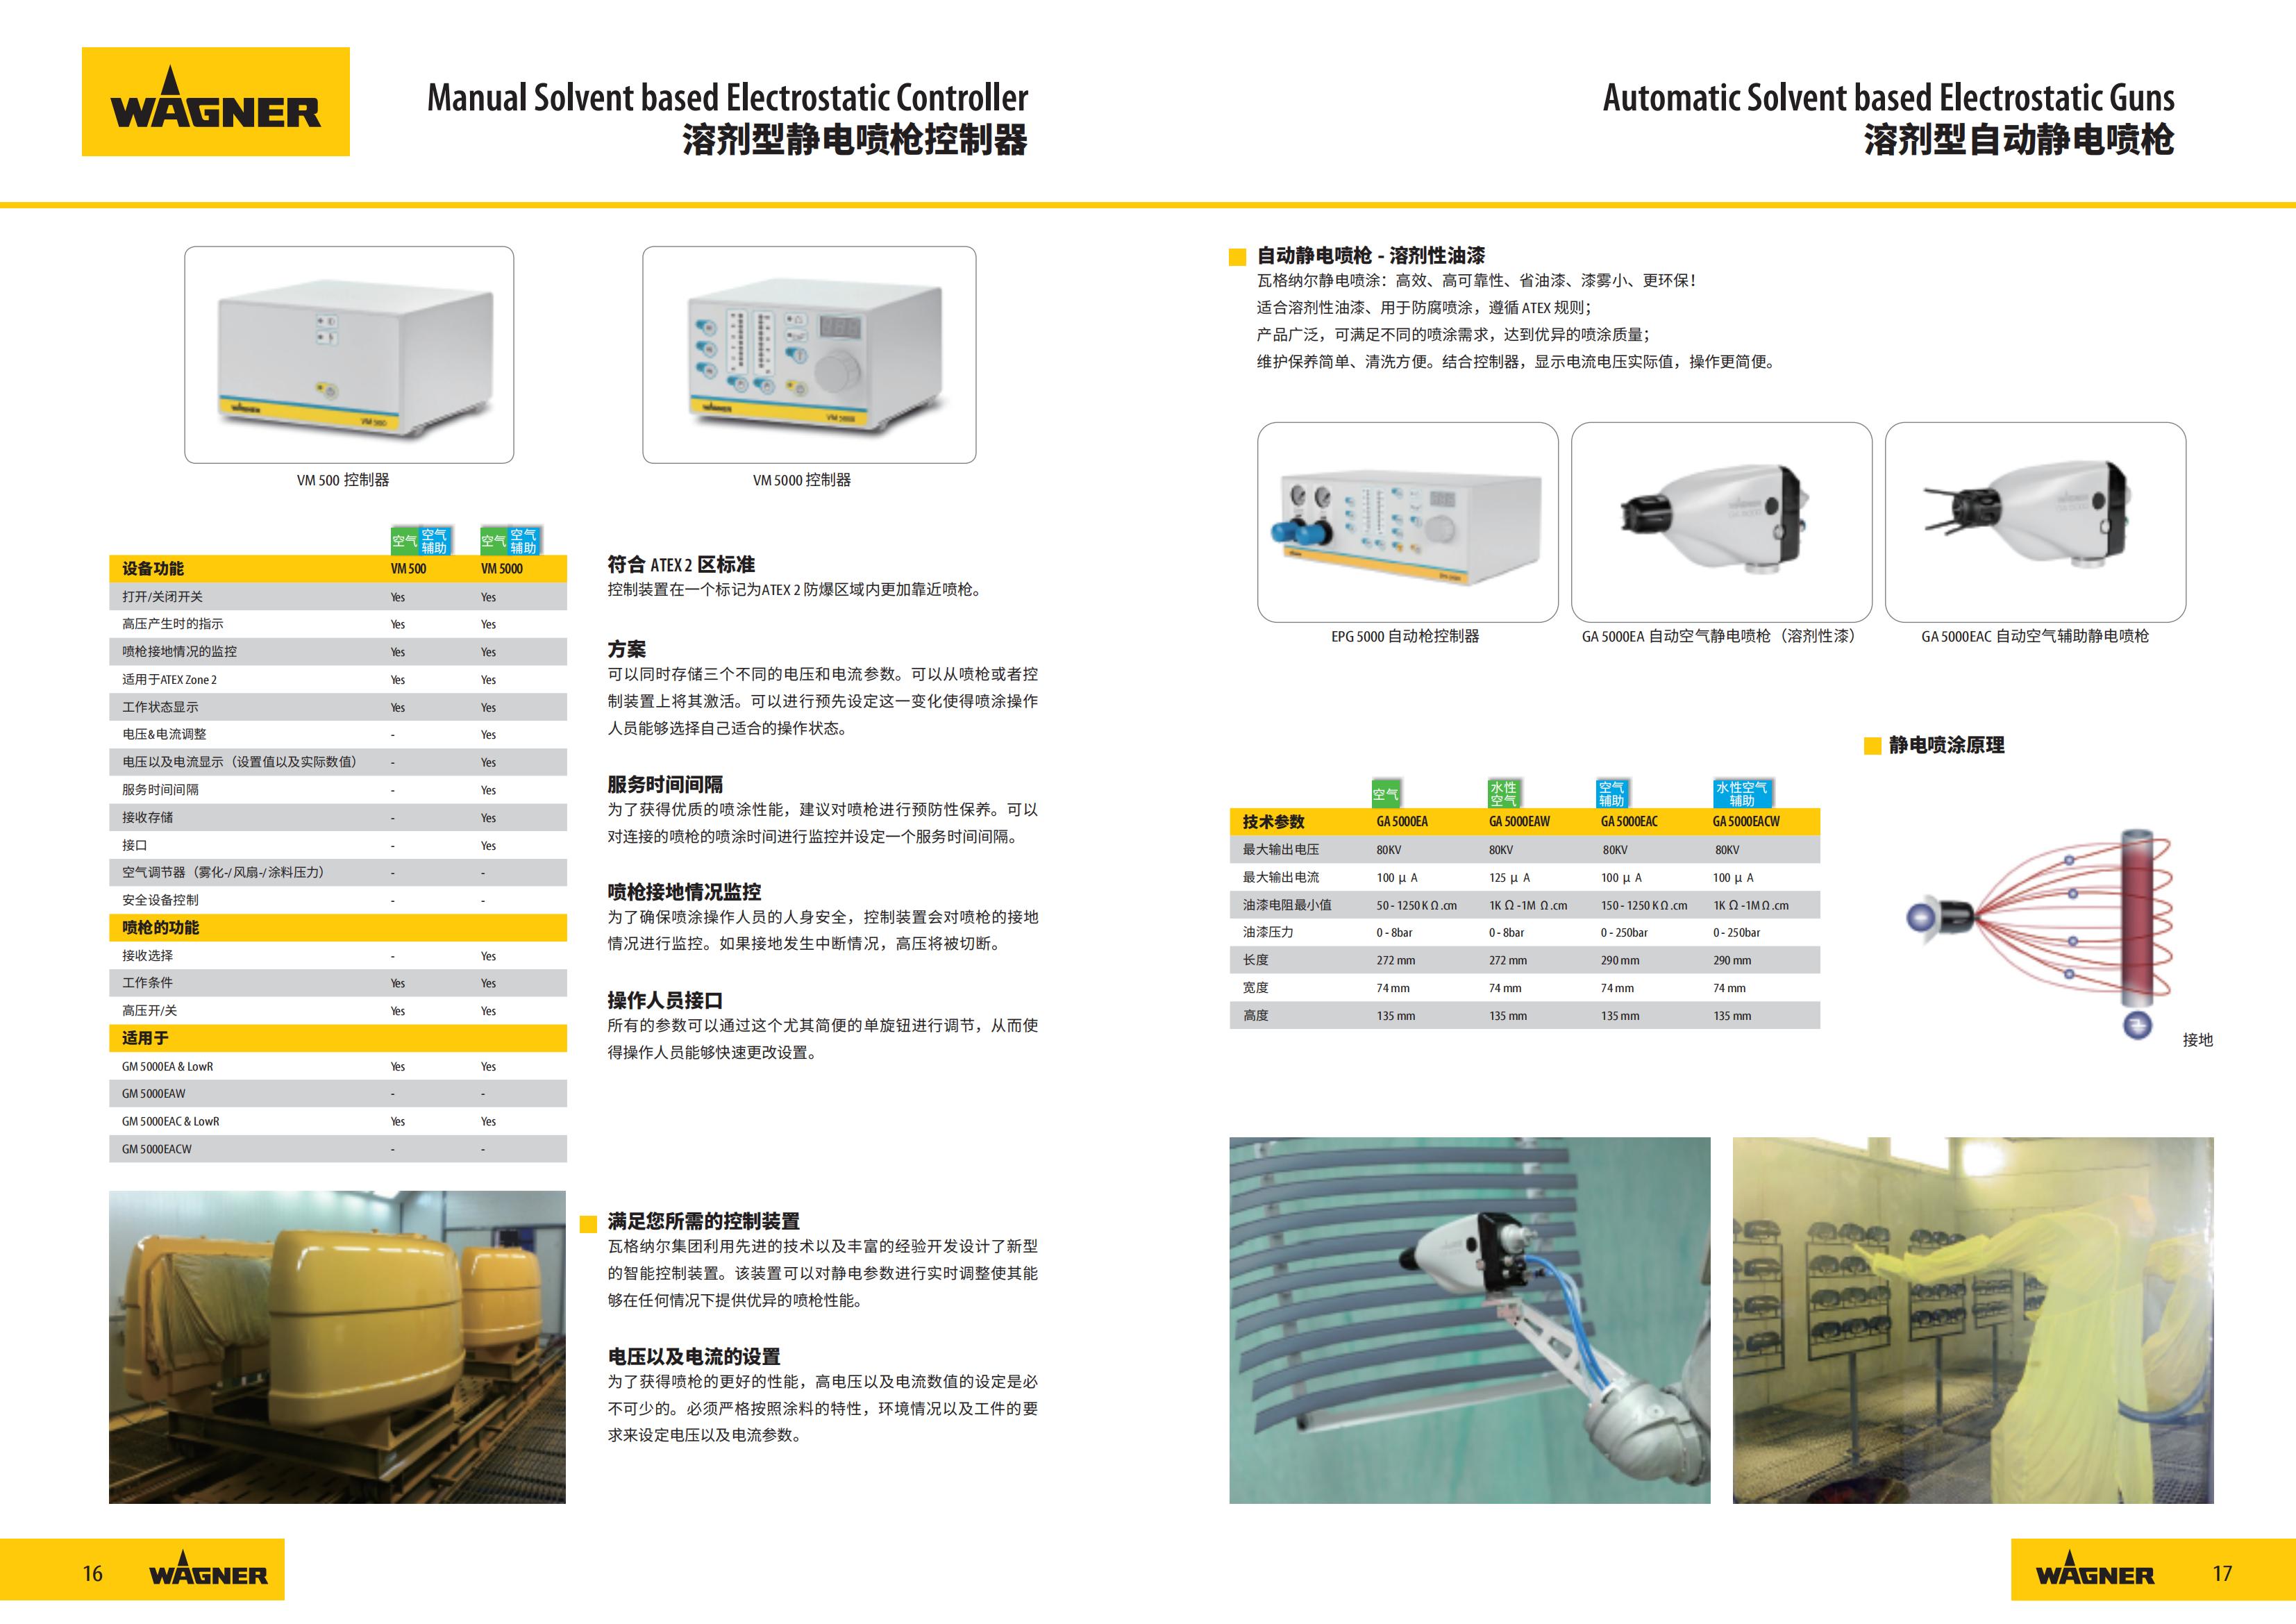 WAGNER
Manual Solvent based Electrostatic Controller
溶剂型静电喷枪控制器
VM 500 控制器
VM 5000 控制器
空气 空气辅助 空气 空气辅助
设备功能 VM 500 VM 5000
打开/关闭开关 Yes Yes
高压产生时的指示 Yes Yes
喷枪接地情况的监控 Yes Yes
适用于ATEX Zone 2 Yes Yes
工作状态显示 Yes Yes
电压&电流调整 - Yes
电压以及电流显示（设置值以及实际数值） - Yes
服务时间间隔 - Yes
接收存储 - Yes
接口 - Yes
空气调节器（雾化-/风扇-/涂料压力） - -
安全设备控制 - -
喷枪的功能
接收选择 - Yes
工作条件 Yes Yes
高压开/关 Yes Yes
适用于
GM 5000EA & LowR Yes Yes
GM 5000EAW - -
GM 5000EAC & LowR Yes Yes
GM 5000EACW - -
符合 ATEX 2 区标准
控制装置在一个标记为ATEX 2 防爆区域内更加靠近喷枪。
方案
可以同时存储三个不同的电压和电流参数。可以从喷枪或者控
制装置上将其激活。可以进行预先设定这一变化使得喷涂操作
人员能够选择自己适合的操作状态。
服务时间间隔
为了获得优质的喷涂性能，建议对喷枪进行预防性保养。可以
对连接的喷枪的喷涂时间进行监控并设定一个服务时间间隔。
喷枪接地情况监控
为了确保喷涂操作人员的人身安全，控制装置会对喷枪的接地
情况进行监控。如果接地发生中断情况，高压将被切断。
操作人员接口
所有的参数可以通过这个尤其简便的单旋钮进行调节，从而使
得操作人员能够快速更改设置。
满足您所需的控制装置
瓦格纳尔集团利用先进的技术以及丰富的经验开发设计了新型
的智能控制装置。该装置可以对静电参数进行实时调整使其能
够在任何情况下提供优异的喷枪性能。
电压以及电流的设置
为了获得喷枪的更好的性能，高电压以及电流数值的设定是必
不可少的。必须严格按照涂料的特性，环境情况以及工件的要
求来设定电压以及电流参数。
16 WAGNER
Automatic Solvent based Electrostatic Guns
溶剂型自动静电喷枪
自动静电喷枪 - 溶剂性油漆
瓦格纳尔静电喷涂：高效、高可靠性、省油漆、漆雾小、更环保！
适合溶剂性油漆、用于防腐喷涂，遵循 ATEX 规则；
产品广泛，可满足不同的喷涂需求，达到优异的喷涂质量；
维护保养简单、清洗方便。结合控制器，显示电流电压实际值，操作更简便。
EPG 5000 自动枪控制器
GA 5000EA 自动空气静电喷枪（溶剂性漆）
GA 5000EAC 自动空气辅助静电喷枪
静电喷涂原理
空气 水性空气 空气辅助 水性空气辅助
技术参数 GA 5000EA GA 5000EAW GA 5000EAC GA 5000EACW
最大输出电压 80KV 80KV 80KV 80KV
最大输出电流 100 μ A 125 μ A 100 μ A 100 μ A
油漆电阻最小值 50 - 1250 K Ω .cm 1K Ω -1M Ω .cm 150 - 1250 K Ω .cm 1K Ω -1M Ω .cm
油漆压力 0 - 8bar 0 - 8bar 0 - 250bar 0 - 250bar
长度 272 mm 272 mm 290 mm 290 mm
宽度 74 mm 74 mm 74 mm 74 mm
高度 135 mm 135 mm 135 mm 135 mm
接地
WAGNER 17